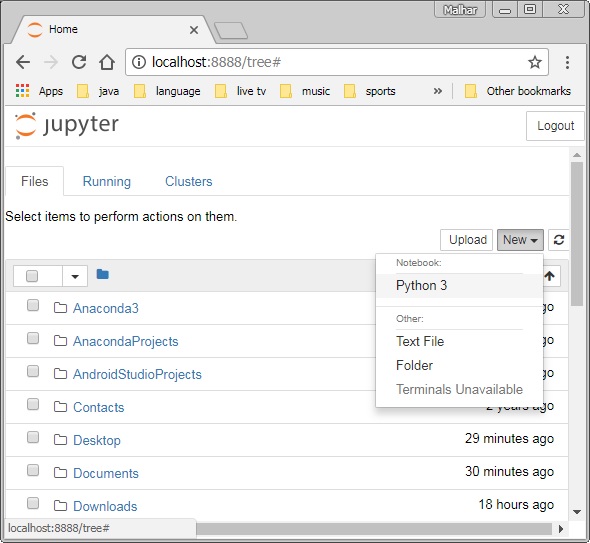 Malhar
Home
localhost:8888/tree#
Apps java language live tv music sports » Other bookmarks
jupyter
Logout
Files Running Clusters
Select items to perform actions on them.
Upload New
Notebook:
Python 3
Other:
Text File
Folder
Terminals Unavailable
Anaconda3 go
AnacondaProjects go
AndroidStudioProjects go
Contacts 2 years ago
Desktop 29 minutes ago
Documents 30 minutes ago
Downloads 18 hours ago
localhost:8888/tree#